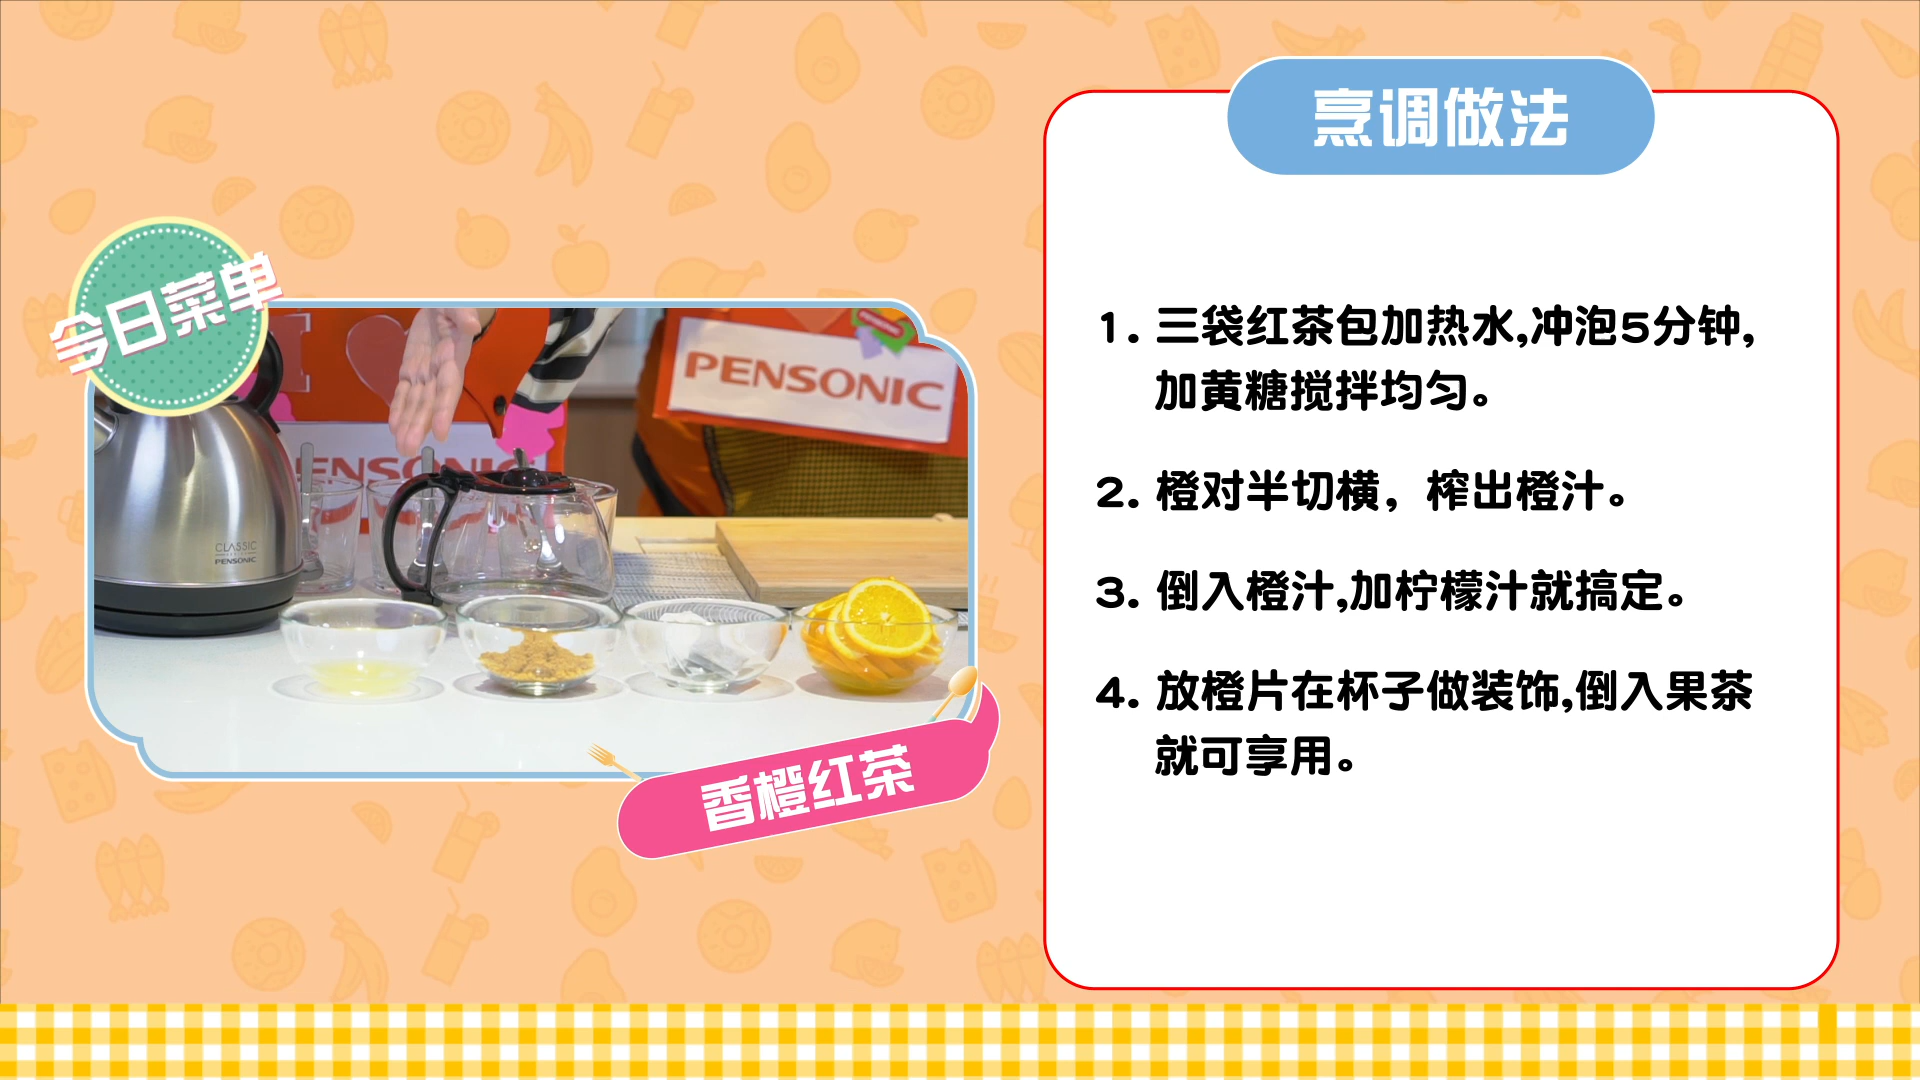 今日菜单
PENSONIC
ENSONIC
CLASSIC
PENSONIC
香橙红茶
烹调做法
1. 三袋红茶包加热水,冲泡5分钟,
加黄糖搅拌均匀。
2. 橙对半切横，榨出橙汁。
3. 倒入橙汁,加柠檬汁就搞定。
4. 放橙片在杯子做装饰,倒入果茶
就可享用。